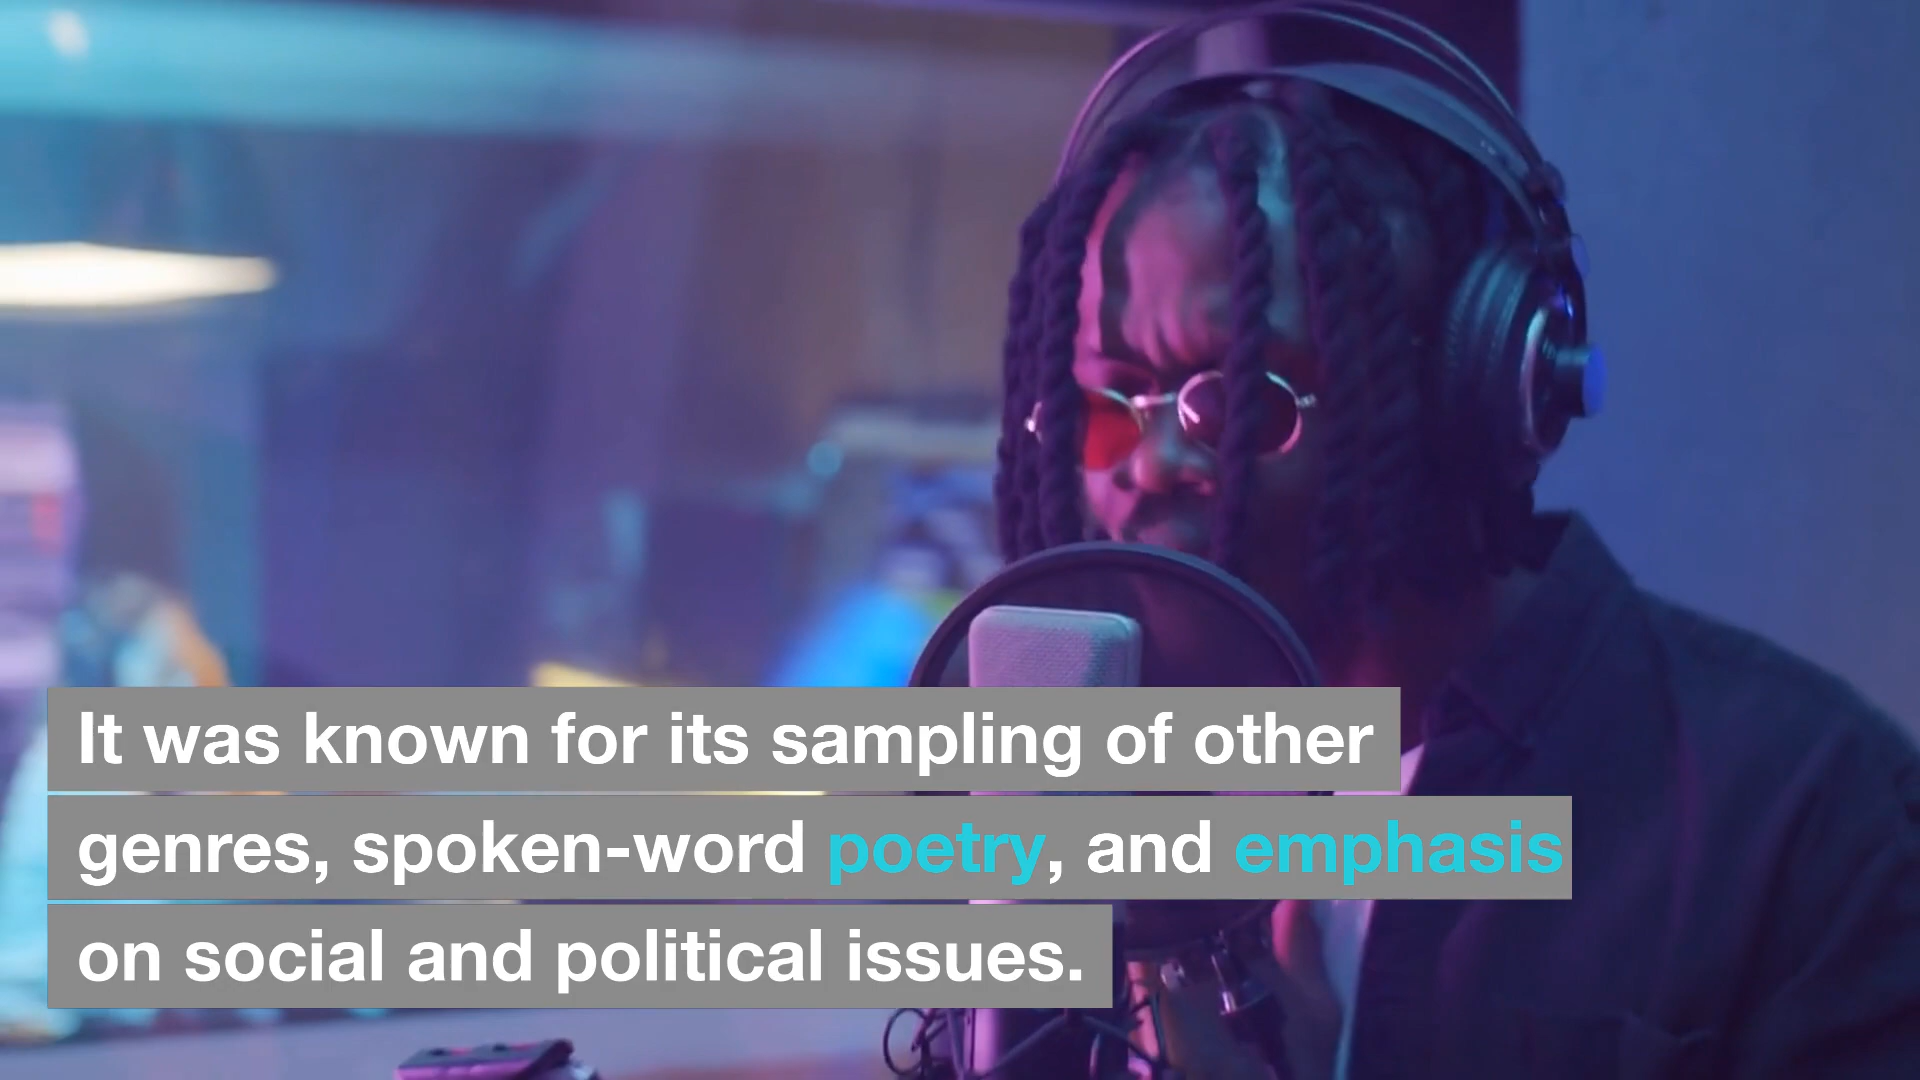 It was known for its sampling of other
genres, spoken-word poetry, and emphasis
on social and political issues.